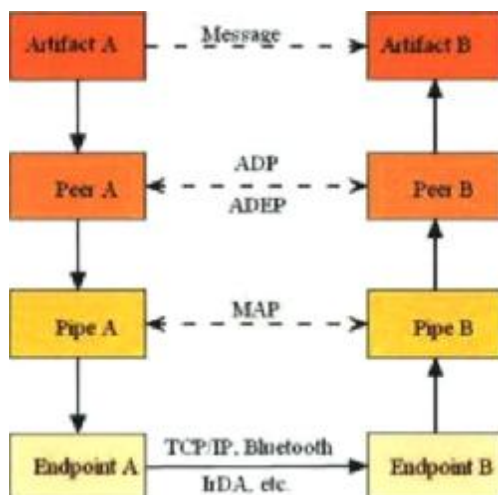 Artifact A
Message
Artifact B
Peer A
ADP
ADEP
Peer B
Pipe A
MAP
Pipe B
Endpoint A
TCP/IP, Bluetooth
IrDA, etc.
Endpoint B